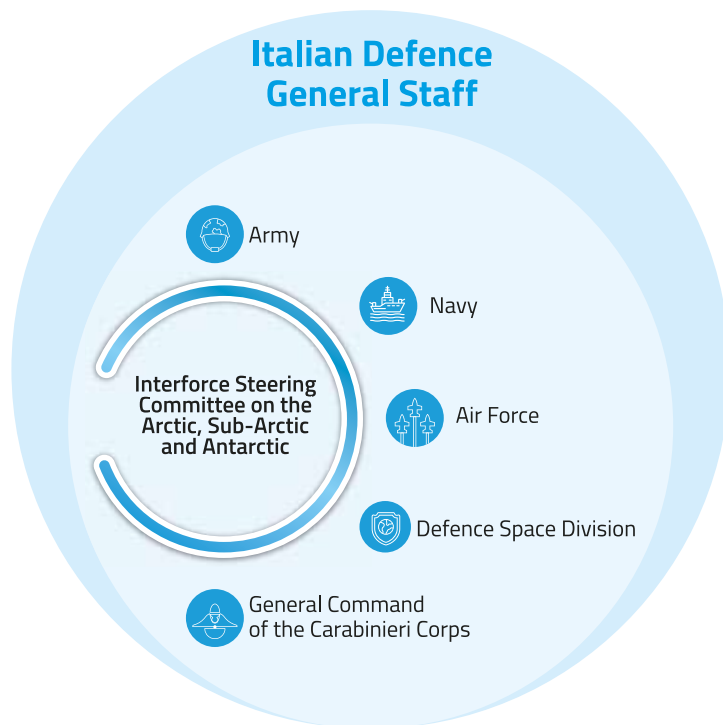 Italian Defence
General Staff
Army
Navy
Interforce Steering
Committee on the
Arctic, Sub-Arctic
and Antarctic
Air Force
Defence Space Division
General Command
of the Carabinieri Corps